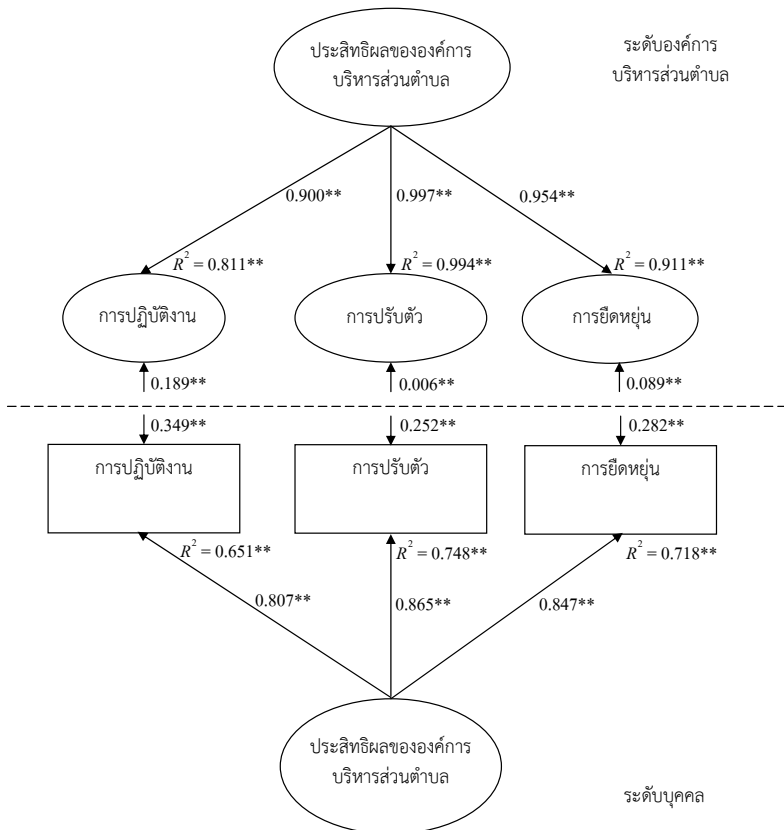 ประสิทธิผลขององค์การ
บริหารส่วนตำบล
ระดับองค์การ
บริหารส่วนตำบล
0.900** 0.997** 0.954**
R² = 0.811** R² = 0.994** R² = 0.911**
การปฏิบัติงาน การปรับตัว การยืดหยุ่น
0.189** 0.006** 0.089**
0.349** 0.252** 0.282**
การปฏิบัติงาน การปรับตัว การยืดหยุ่น
R² = 0.651** R² = 0.748** R² = 0.718**
0.807** 0.865** 0.847**
ประสิทธิผลขององค์การ
บริหารส่วนตำบล
ระดับบุคคล